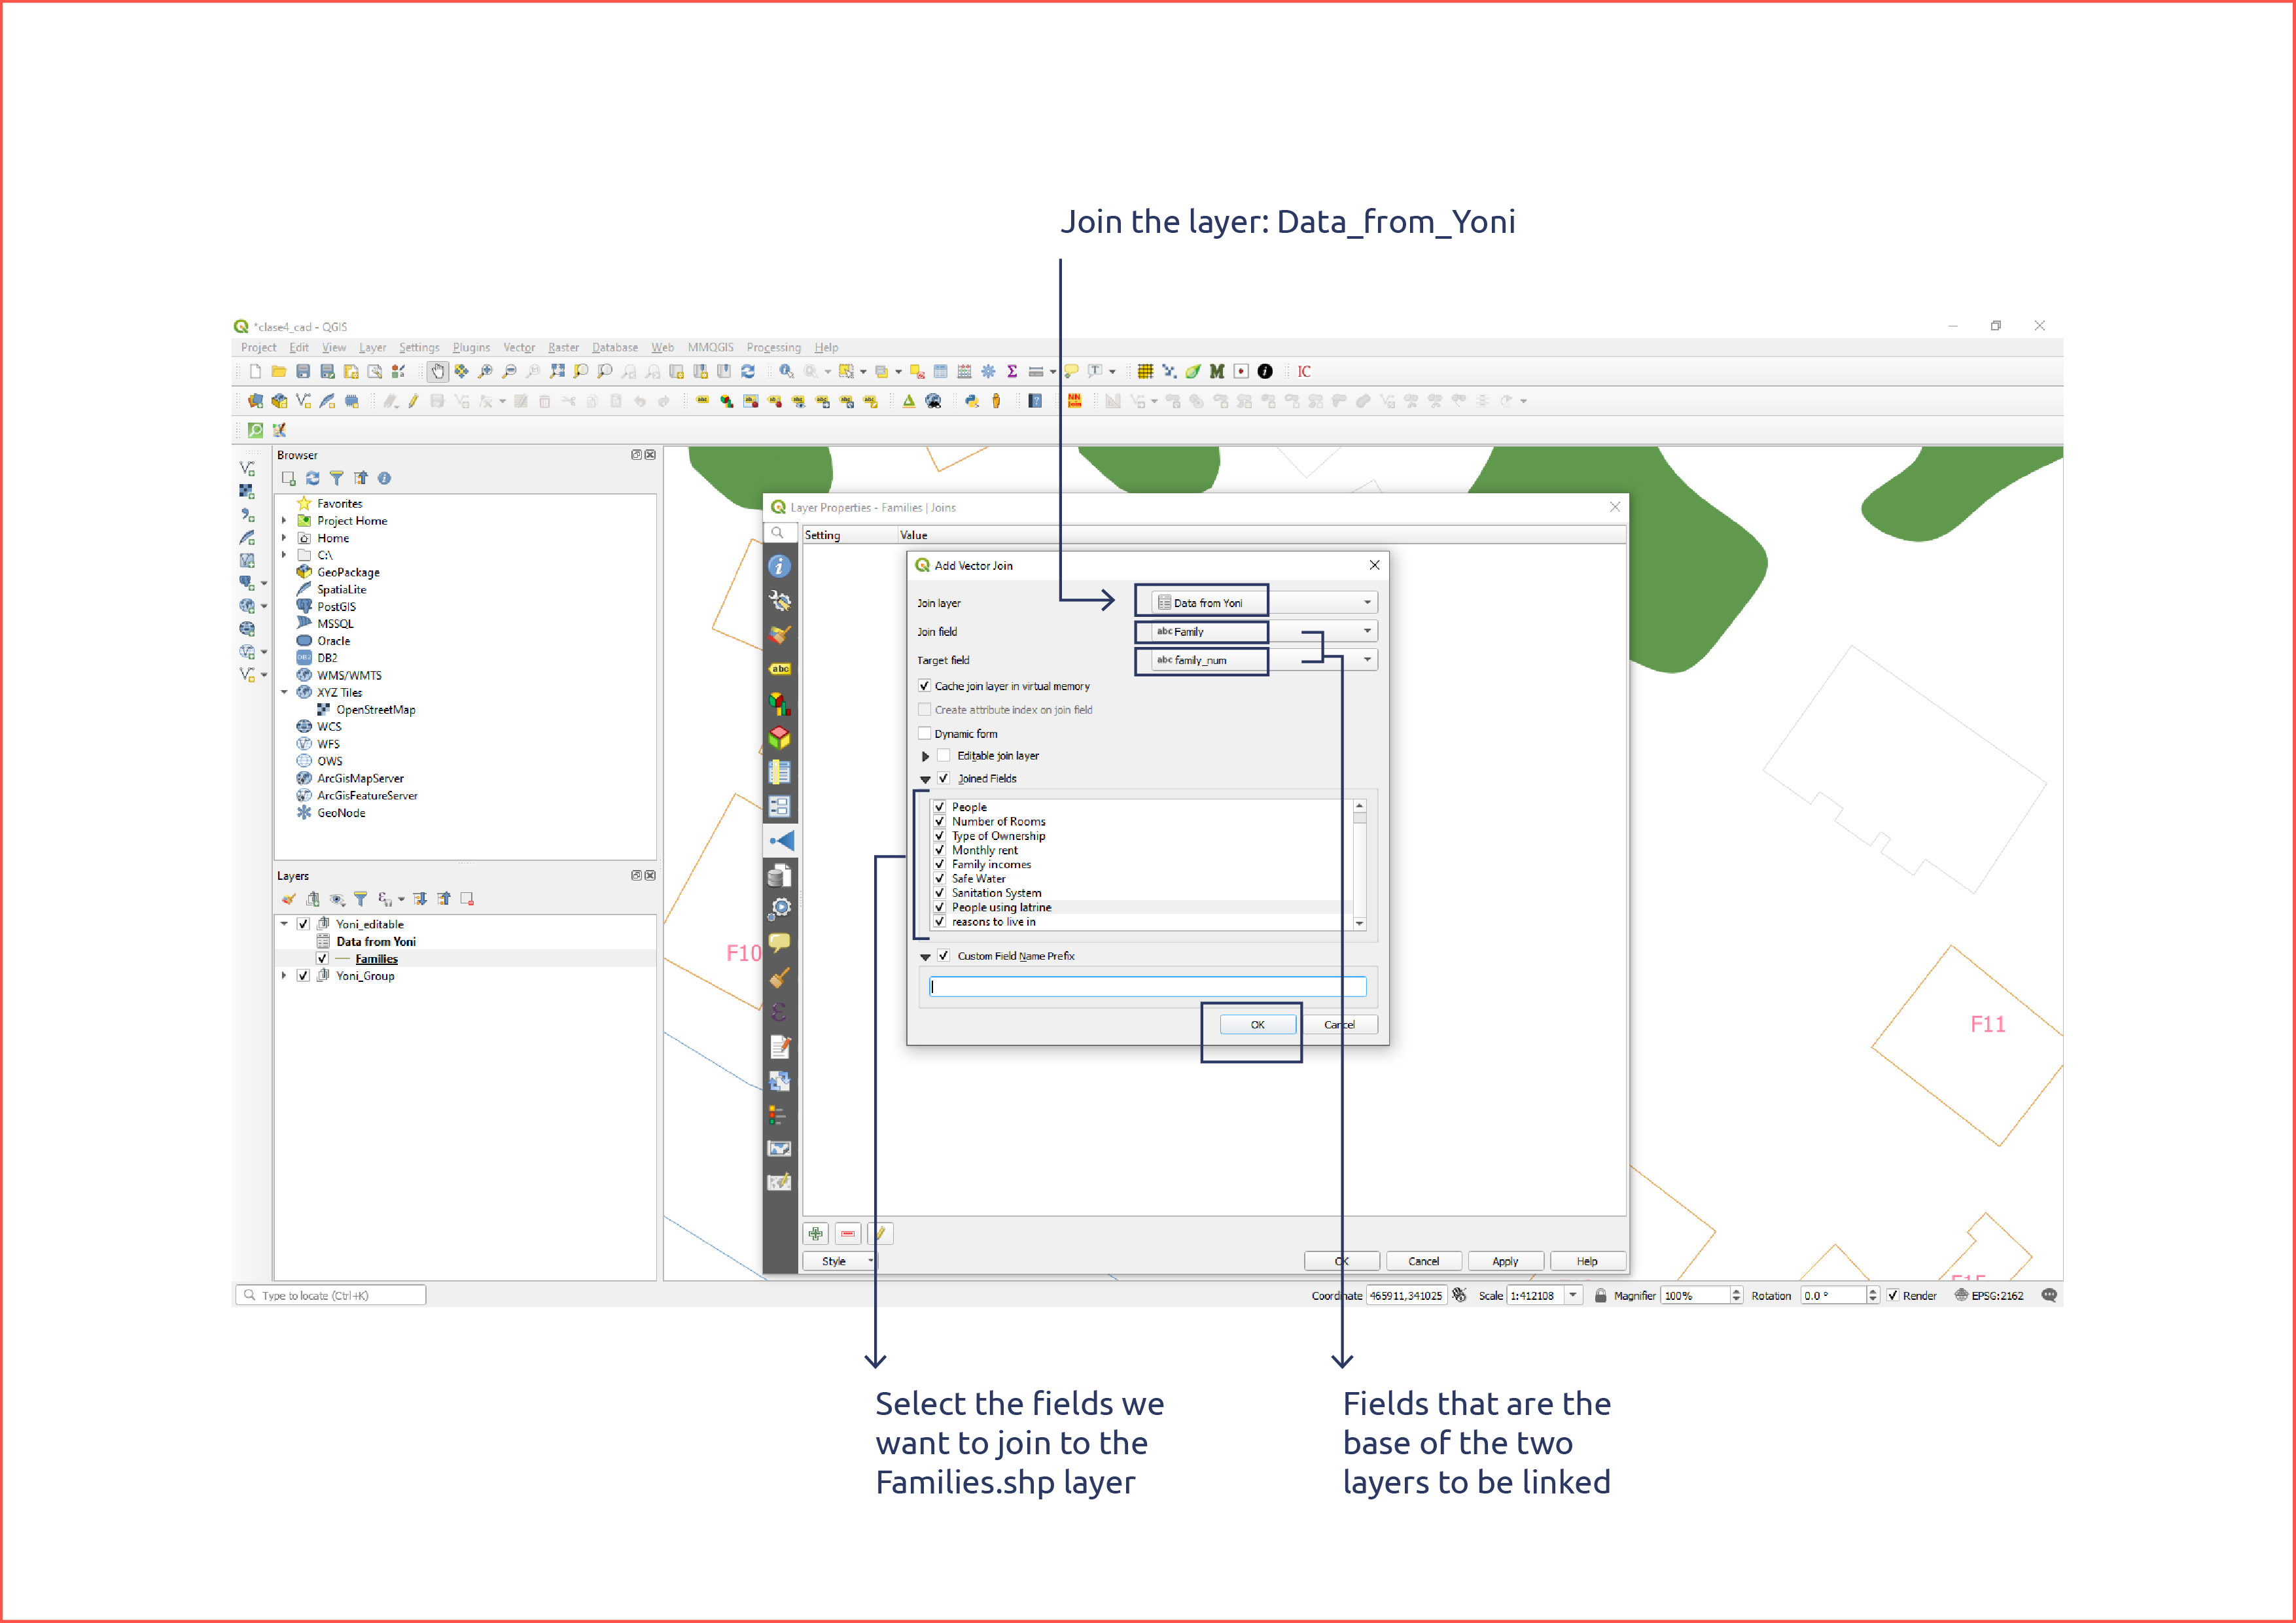 Join the layer: Data_from_Yoni
*clase4_cad - QGIS
Project Edit View Layer Settings Plugins Vector Raster Database Web MMQGIS Processing Help
IC
Browser
Favorites
Project Home
Home
C:\
GeoPackage
SpatiaLite
PostGIS
MSSQL
Oracle
DB2
WMS/WMTS
XYZ Tiles
OpenStreetMap
WCS
WFS
OWS
ArcGisMapServer
ArcGisFeatureServer
GeoNode
Layers
Yoni_editable
Data from Yoni
Families
Yoni_Group
Layer Properties - Families | Joins
Setting Value
Add Vector Join
Join layer Data from Yoni
Join field abc Family
Target field abc family_num
Cache join layer in virtual memory
Create attribute index on join field
Dynamic form
Editable join layer
Joined Fields
People
Number of Rooms
Type of Ownership
Monthly rent
Family incomes
Safe Water
Sanitation System
People using latrine
reasons to live in
Custom Field Name Prefix
OK Cancel
F10
F11
F15
Style OK Cancel Apply Help
Type to locate (Ctrl+K) Coordinate 465911,341025 Scale 1:412108 Magnifier 100% Rotation 0.0 ° Render EPSG:2162
Select the fields we
want to join to the
Families.shp layer
Fields that are the
base of the two
layers to be linked